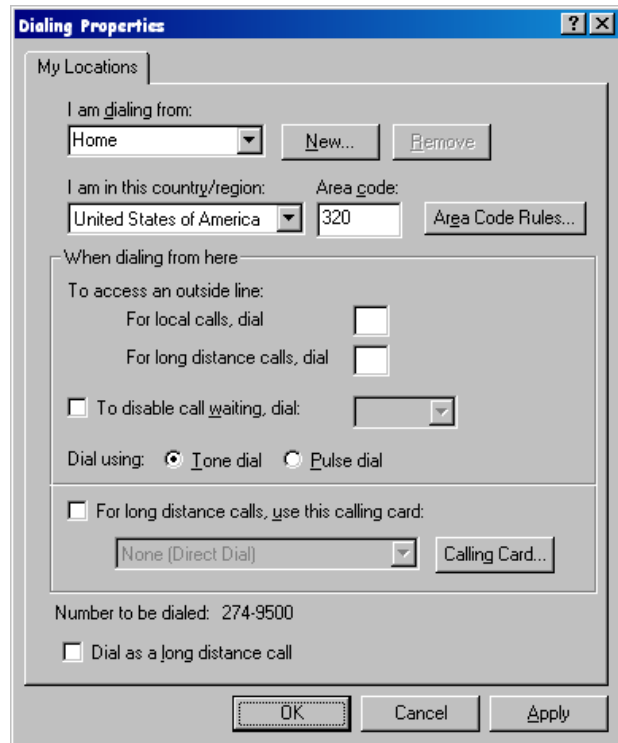 Dialing Properties
My Locations
I am dialing from:
Home New... Remove
I am in this country/region: Area code:
United States of America 320 Area Code Rules...
When dialing from here
To access an outside line:
For local calls, dial
For long distance calls, dial
To disable call waiting, dial:
Dial using: Tone dial Pulse dial
For long distance calls, use this calling card:
None (Direct Dial) Calling Card...
Number to be dialed: 274-9500
Dial as a long distance call
OK Cancel Apply